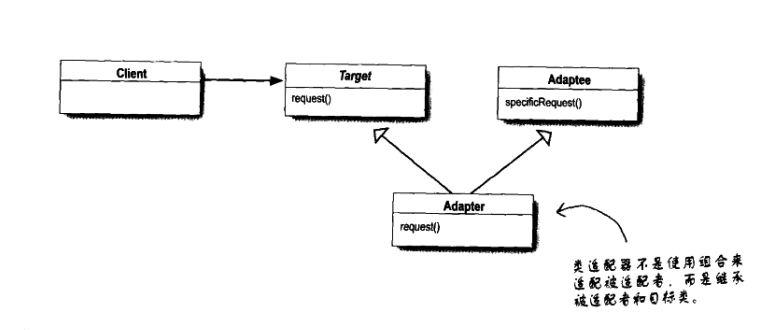 Client
Target
request()
Adaptee
specificRequest()
Adapter
request()
类适配器不是使用组合来
适配被适配者，而是继承
被适配者和目标类。